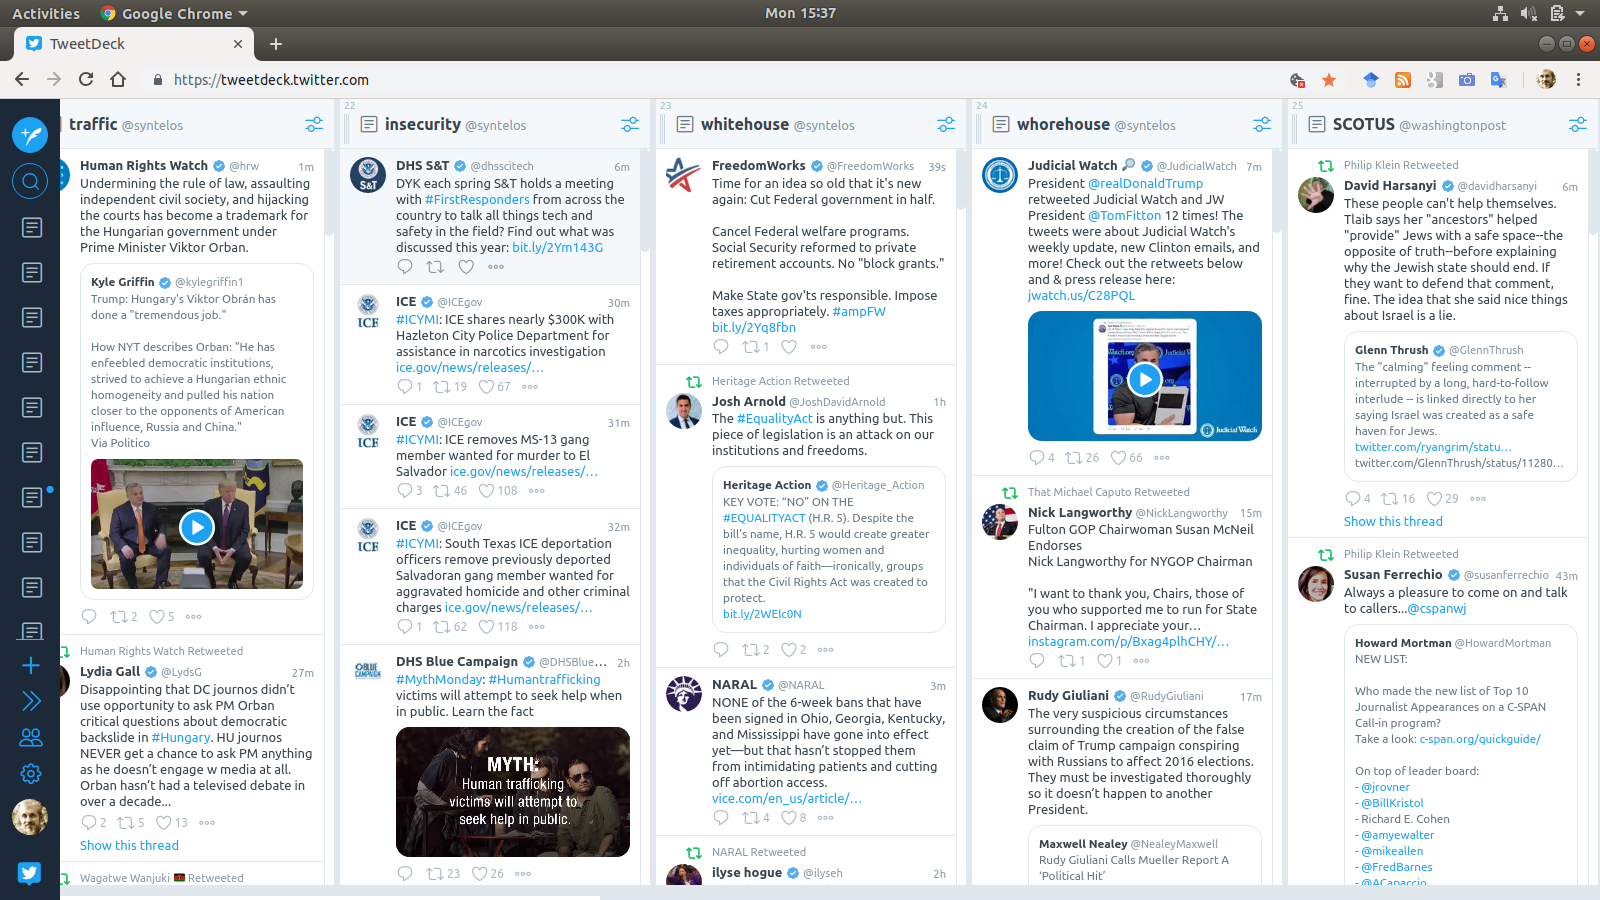 Activities
Google Chrome
Mon 15:37
TweetDeck
https://tweetdeck.twitter.com
traffic @syntelos
Human Rights Watch @hrw 1m
Undermining the rule of law, assaulting
independent civil society, and hijacking
the courts has become a trademark for
the Hungarian government under
Prime Minister Viktor Orban.
Kyle Griffin @kylegriffin1
Trump: Hungary's Viktor Obrán has
done a "tremendous job."
How NYT describes Orban: "He has
enfeebled democratic institutions,
strived to achieve a Hungarian ethnic
homogeneity and pulled his nation
closer to the opponents of American
influence, Russia and China."
Via Politico
2 5
Human Rights Watch Retweeted
Lydia Gall @LydsG 27m
Disappointing that DC journos didn't
use opportunity to ask PM Orban
critical questions about democratic
backslide in #Hungary. HU journos
NEVER get a chance to ask PM anything
as he doesn't engage w media at all.
Orban hasn't had a televised debate in
over a decade...
2 5 13
Show this thread
Wagatwe Wanjuki Retweeted
22
insecurity @syntelos
DHS S&T @dhsscitech 6m
DYK each spring S&T holds a meeting
with #FirstResponders from across the
country to talk all things tech and
safety in the field? Find out what was
discussed this year: bit.ly/2Ym143G
ICE @ICEgov 30m
#ICYMI: ICE shares nearly $300K with
Hazleton City Police Department for
assistance in narcotics investigation
ice.gov/news/releases/…
1 19 67
ICE @ICEgov 31m
#ICYMI: ICE removes MS-13 gang
member wanted for murder to El
Salvador ice.gov/news/releases/…
3 46 108
ICE @ICEgov 32m
#ICYMI: South Texas ICE deportation
officers remove previously deported
Salvadoran gang member wanted for
aggravated homicide and other criminal
charges ice.gov/news/releases/…
1 62 118
DHS Blue Campaign @DHSBlue... 2h
#MythMonday: #Humantrafficking
victims will attempt to seek help when
in public. Learn the fact
MYTH:
Human trafficking
victims will attempt to
seek help in public.
23 26
23
whitehouse @syntelos
FreedomWorks @FreedomWorks 39s
Time for an idea so old that it's new
again: Cut Federal government in half.
Cancel Federal welfare programs.
Social Security reformed to private
retirement accounts. No "block grants."
Make State gov'ts responsible. Impose
taxes appropriately. #ampFW
bit.ly/2Yq8fbn
1
Heritage Action Retweeted
Josh Arnold @JoshDavidArnold 1h
The #EqualityAct is anything but. This
piece of legislation is an attack on our
institutions and freedoms.
Heritage Action @Heritage_Action
KEY VOTE: “NO” ON THE
#EQUALITYACT (H.R. 5). Despite the
bill’s name, H.R. 5 would create greater
inequality, hurting women and
individuals of faith—ironically, groups
that the Civil Rights Act was created to
protect.
bit.ly/2WElc0N
2 2
NARAL @NARAL 3m
NONE of the 6-week bans that have
been signed in Ohio, Georgia, Kentucky,
and Mississippi have gone into effect
yet—but that hasn’t stopped them
from intimidating patients and cutting
off abortion access.
vice.com/en_us/article/…
4 8
NARAL Retweeted
ilyse hogue @ilyseh 2h
24
whorehouse @syntelos
Judicial Watch @JudicialWatch 7m
President @realDonaldTrump
retweeted Judicial Watch and JW
President @TomFitton 12 times! The
tweets were about Judicial Watch's
weekly update, new Clinton emails, and
more! Check out the retweets below
and & press release here:
jwatch.us/C28PQL
Judicial Watch
4 26 66
That Michael Caputo Retweeted
Nick Langworthy @NickLangworthy 15m
Fulton GOP Chairwoman Susan McNeil
Endorses
Nick Langworthy for NYGOP Chairman
"I want to thank you, Chairs, those of
you who supported me to run for State
Chairman. I appreciate your…
instagram.com/p/Bxag4plhCHY/…
1 1
Rudy Giuliani @RudyGiuliani 17m
The very suspicious circumstances
surrounding the creation of the false
claim of Trump campaign conspiring
with Russians to affect 2016 elections.
They must be investigated thoroughly
so it doesn’t happen to another
President.
Maxwell Nealey @NealeyMaxwell
Rudy Giuliani Calls Mueller Report A
‘Political Hit’
25
SCOTUS @washingtonpost
Philip Klein Retweeted
David Harsanyi @davidharsanyi 6m
These people can't help themselves.
Tlaib says her "ancestors" helped
"provide" Jews with a safe space--the
opposite of truth--before explaining
why the Jewish state should end. If
they want to defend that comment,
fine. The idea that she said nice things
about Israel is a lie.
Glenn Thrush @GlennThrush
The "calming" feeling comment --
interrupted by a long, hard-to-follow
interlude -- is linked directly to her
saying Israel was created as a safe
haven for Jews.
twitter.com/ryangrim/statu…
twitter.com/GlennThrush/status/11280...
4 16 29
Show this thread
Philip Klein Retweeted
Susan Ferrechio @susanferrechio 43m
Always a pleasure to come on and talk
to callers...@cspanwj
Howard Mortman @HowardMortman
NEW LIST:
Who made the new list of Top 10
Journalist Appearances on a C-SPAN
Call-in program?
Take a look: c-span.org/quickguide/
On top of leader board:
- @jrovner
- @BillKristol
- Richard E. Cohen
- @amyewalter
- @mikeallen
- @FredBarnes
- @ACapaccio